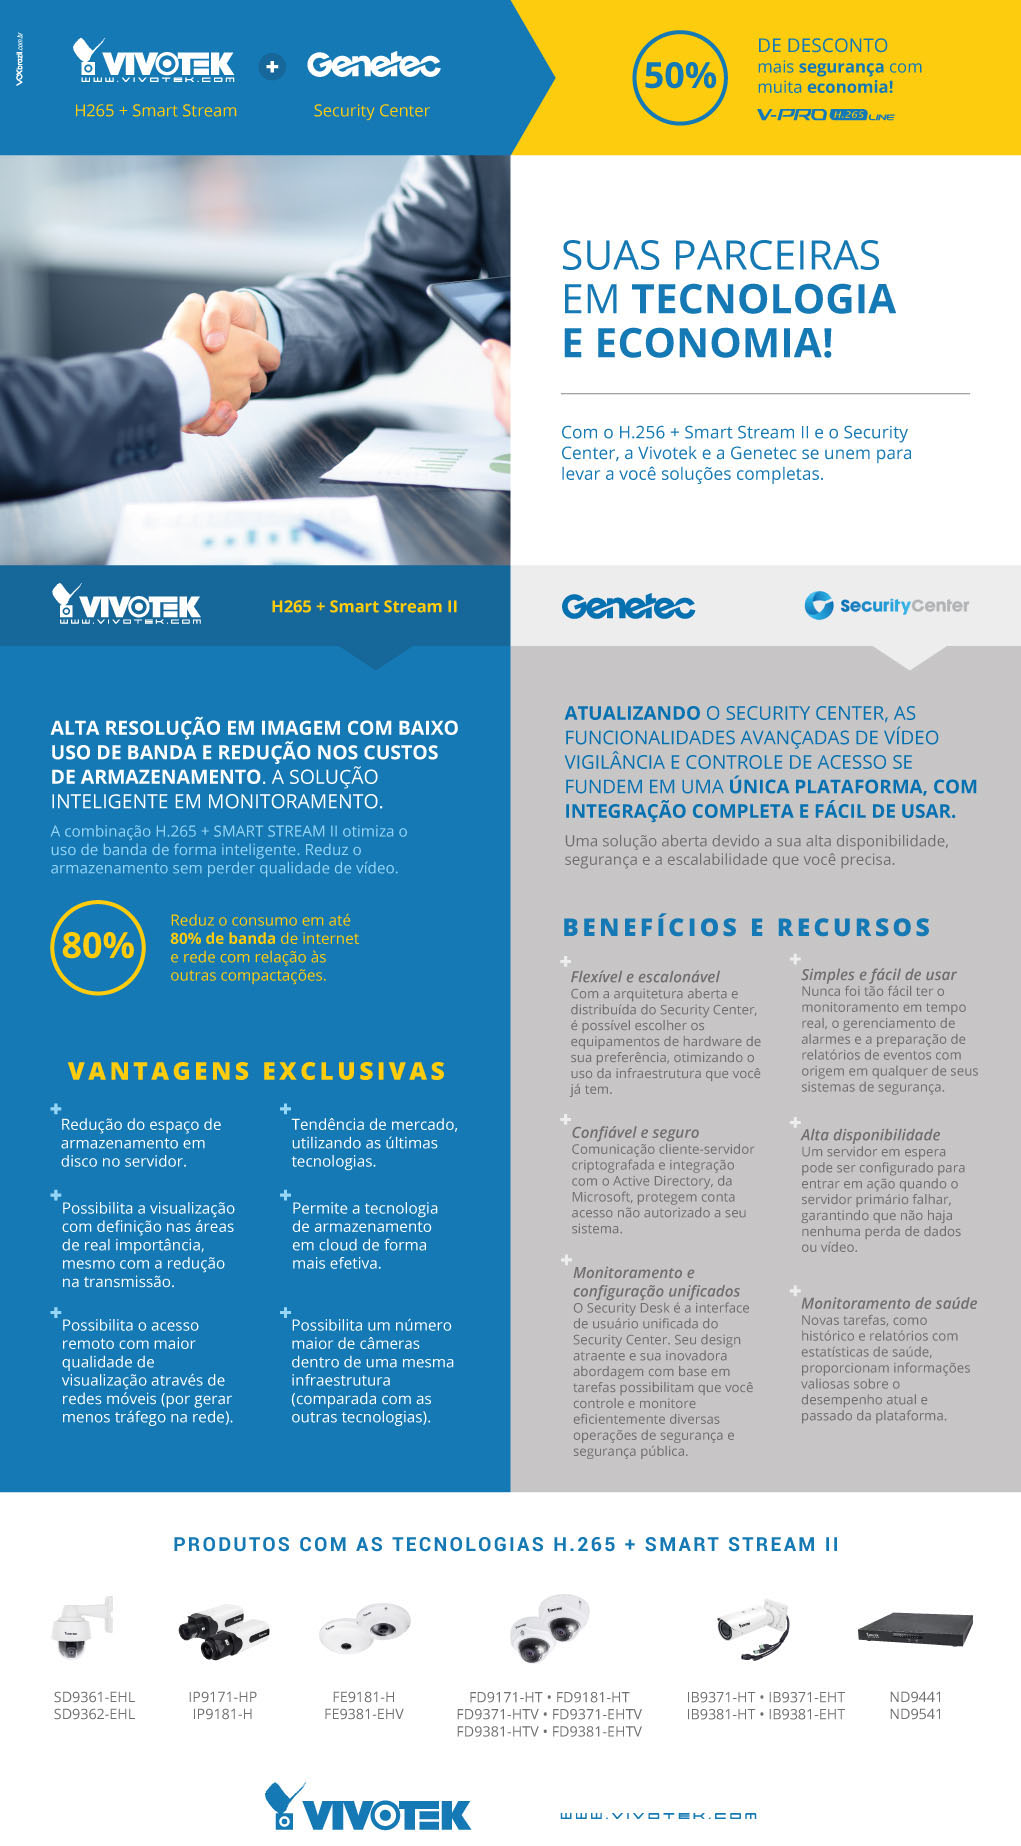 VOXbrazil.com.br
VIVOTEK
www.vivotek.com
H265 + Smart Stream
+
Genetec
Security Center
50%
DE DESCONTO
mais segurança com
muita economia!
V-PRO H.265 LINE
SUAS PARCEIRAS
EM TECNOLOGIA
E ECONOMIA!
Com o H.256 + Smart Stream II e o Security
Center, a Vivotek e a Genetec se unem para
levar a você soluções completas.
VIVOTEK
www.vivotek.com
H265 + Smart Stream II
Genetec
SecurityCenter
ALTA RESOLUÇÃO EM IMAGEM COM BAIXO
USO DE BANDA E REDUÇÃO NOS CUSTOS
DE ARMAZENAMENTO. A SOLUÇÃO
INTELIGENTE EM MONITORAMENTO.
A combinação H.265 + SMART STREAM II otimiza o
uso de banda de forma inteligente. Reduz o
armazenamento sem perder qualidade de vídeo.
80%
Reduz o consumo em até
80% de banda de internet
e rede com relação às
outras compactações.
VANTAGENS EXCLUSIVAS
+
Redução do espaço de
armazenamento em
disco no servidor.
+
Possibilita a visualização
com definição nas áreas
de real importância,
mesmo com a redução
na transmissão.
+
Possibilita o acesso
remoto com maior
qualidade de
visualização através de
redes móveis (por gerar
menos tráfego na rede).
+
Tendência de mercado,
utilizando as últimas
tecnologias.
+
Permite a tecnologia
de armazenamento
em cloud de forma
mais efetiva.
+
Possibilita um número
maior de câmeras
dentro de uma mesma
infraestrutura
(comparada com as
outras tecnologias).
ATUALIZANDO O SECURITY CENTER, AS
FUNCIONALIDADES AVANÇADAS DE VÍDEO
VIGILÂNCIA E CONTROLE DE ACESSO SE
FUNDEM EM UMA ÚNICA PLATAFORMA, COM
INTEGRAÇÃO COMPLETA E FÁCIL DE USAR.
Uma solução aberta devido a sua alta disponibilidade,
segurança e a escalabilidade que você precisa.
BENEFÍCIOS E RECURSOS
+
Flexível e escalonável
Com a arquitetura aberta e
distribuída do Security Center,
é possível escolher os
equipamentos de hardware de
sua preferência, otimizando o
uso da infraestrutura que você
já tem.
+
Confiável e seguro
Comunicação cliente-servidor
criptografada e integração
com o Active Directory, da
Microsoft, protegem conta
acesso não autorizado a seu
sistema.
+
Monitoramento e
configuração unificados
O Security Desk é a interface
de usuário unificada do
Security Center. Seu design
atraente e sua inovadora
abordagem com base em
tarefas possibilitam que você
controle e monitore
eficientemente diversas
operações de segurança e
segurança pública.
+
Simples e fácil de usar
Nunca foi tão fácil ter o
monitoramento em tempo
real, o gerenciamento de
alarmes e a preparação de
relatórios de eventos com
origem em qualquer de seus
sistemas de segurança.
+
Alta disponibilidade
Um servidor em espera
pode ser configurado para
entrar em ação quando o
servidor primário falhar,
garantindo que não haja
nenhuma perda de dados
ou vídeo.
+
Monitoramento de saúde
Novas tarefas, como
histórico e relatórios com
estatísticas de saúde,
proporcionam informações
valiosas sobre o
desempenho atual e
passado da plataforma.
PRODUTOS COM AS TECNOLOGIAS H.265 + SMART STREAM II
SD9361-EHL
SD9362-EHL
IP9171-HP
IP9181-H
FE9181-H
FE9381-EHV
FD9171-HT • FD9181-HT
FD9371-HTV • FD9371-EHTV
FD9381-HTV • FD9381-EHTV
IB9371-HT • IB9371-EHT
IB9381-HT • IB9381-EHT
ND9441
ND9541
VIVOTEK
www.vivotek.com